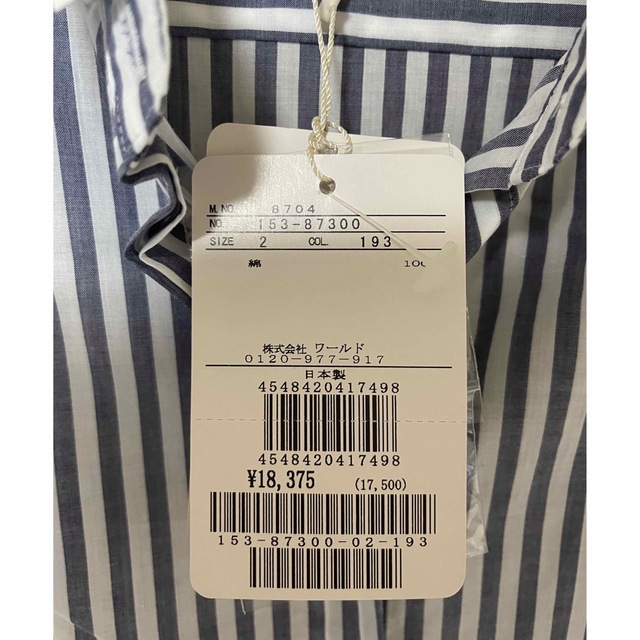 M. NO. 8704
NO. 153-87300
SIZE 2 COL. 193
綿 100
株式会社 ワールド
0120-977-917
日本製
4548420417498
4548420417498
¥18,375 (17,500)
153-87300-02-193